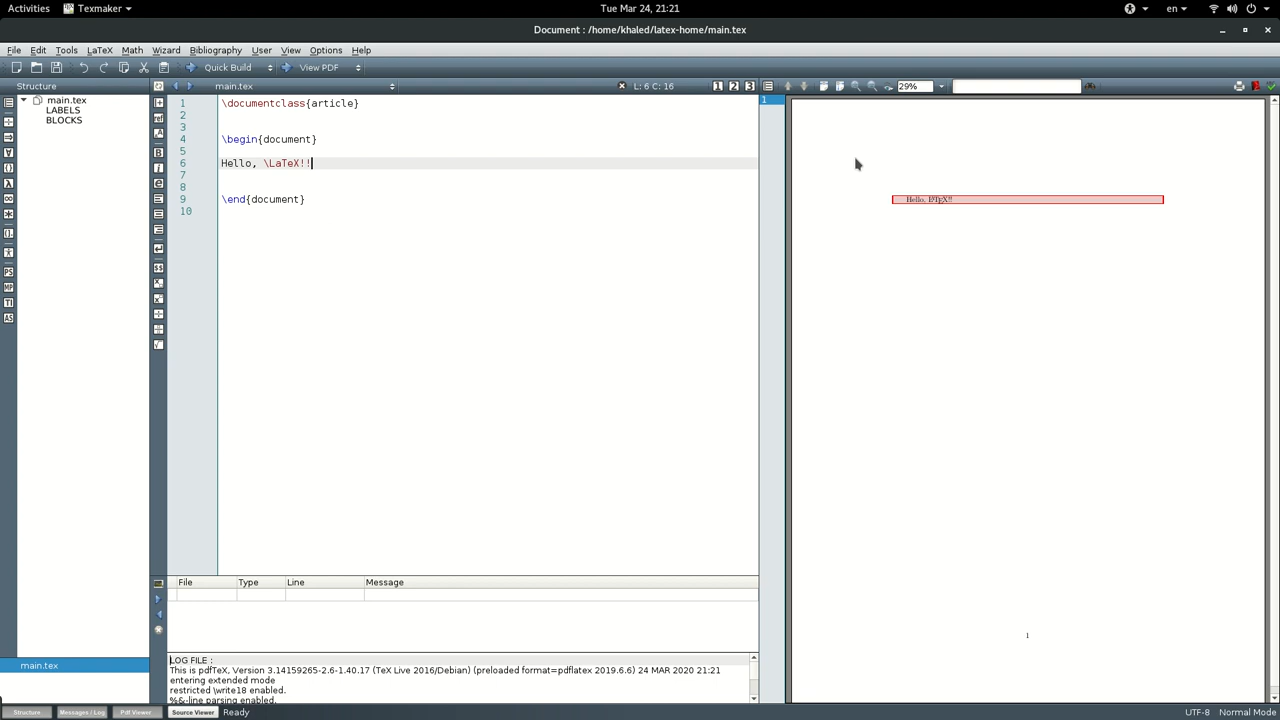 Activities Texmaker Tue Mar 24, 21:21 en
Document : /home/khaled/latex-home/main.tex
File Edit Tools LaTeX Math Wizard Bibliography User View Options Help
Quick Build View PDF
Structure main.tex L: 6 C: 16 1 2 3 29%
main.tex
LABELS
BLOCKS
1 \documentclass{article}
2
3
4 \begin{document}
5
6 Hello, \LaTeX!!
7
8
9 \end{document}
10
1
Hello, LATEX!!
1
File Type Line Message
LOG FILE :
This is pdfTeX, Version 3.14159265-2.6-1.40.17 (TeX Live 2016/Debian) (preloaded format=pdflatex 2019.6.6) 24 MAR 2020 21:21
entering extended mode
restricted \write18 enabled.
%&-line parsing enabled.
main.tex
Structure Messages / Log Pdf Viewer Source Viewer Ready UTF-8 Normal Mode